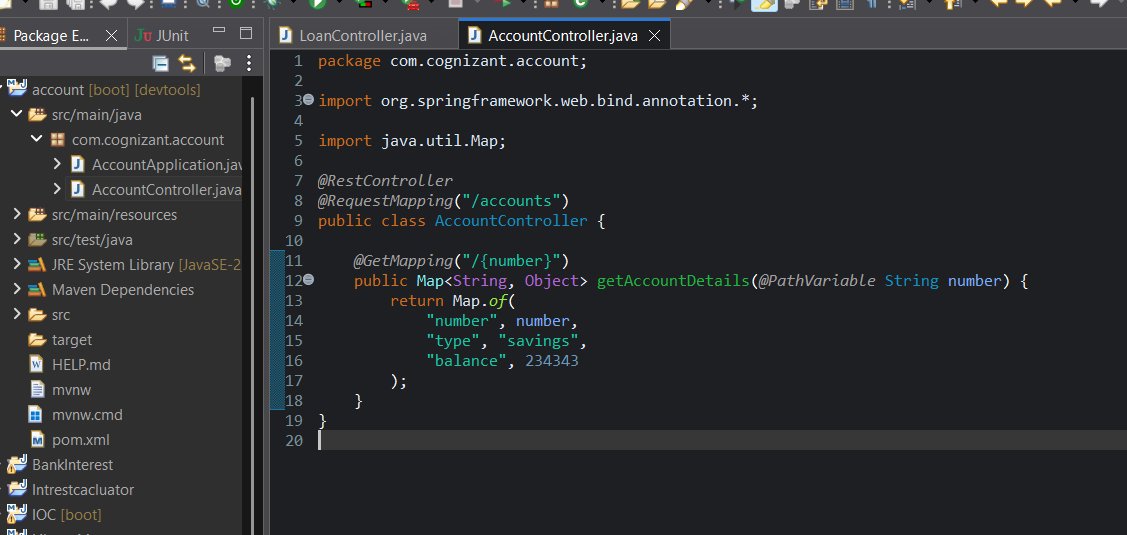 Package E...
JUnit
LoanController.java
AccountController.java
account [boot] [devtools]
src/main/java
com.cognizant.account
AccountApplication.jav
AccountController.java
src/main/resources
src/test/java
JRE System Library [JavaSE-2
Maven Dependencies
src
target
HELP.md
mvnw
mvnw.cmd
pom.xml
BankInterest
Intrestcacluator
IOC [boot]
1 package com.cognizant.account;
2
3 import org.springframework.web.bind.annotation.*;
4
5 import java.util.Map;
6
7 @RestController
8 @RequestMapping("/accounts")
9 public class AccountController {
10
11 @GetMapping("/{number}")
12 public Map<String, Object> getAccountDetails(@PathVariable String number) {
13 return Map.of(
14 "number", number,
15 "type", "savings",
16 "balance", 234343
17 );
18 }
19 }
20